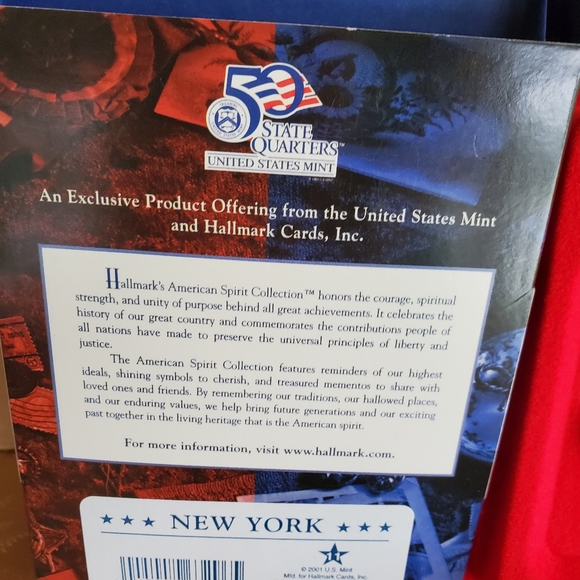 50
STATE
QUARTERS™
UNITED STATES MINT
An Exclusive Product Offering from the United States Mint
and Hallmark Cards, Inc.
Hallmark's American Spirit Collection™ honors the courage, spiritual
strength, and unity of purpose behind all great achievements. It celebrates the
history of our great country and commemorates the contributions people of
all nations have made to preserve the universal principles of liberty and
justice.
The American Spirit Collection features reminders of our highest
ideals, shining symbols to cherish, and treasured mementos to share with
loved ones and friends. By remembering our traditions, our hallowed places,
and our enduring values, we help bring future generations and our exciting
past together in the living heritage that is the American spirit.
For more information, visit www.hallmark.com.
★ ★ ★ NEW YORK ★ ★ ★
© 2001 U.S. Mint
Mfd. for Hallmark Cards, Inc.